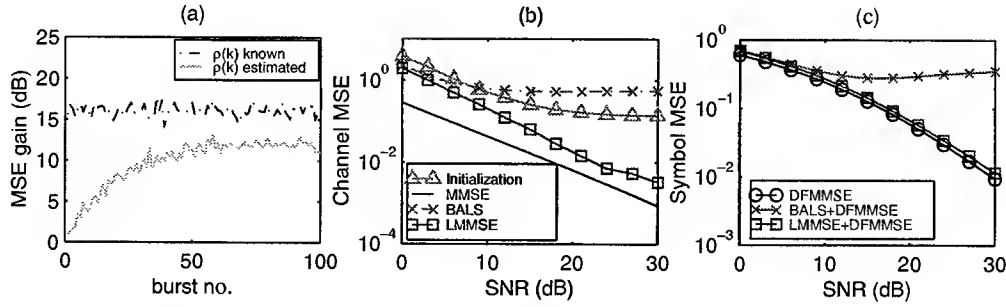 (a)
MSE gain (dB)
25
20
15
10
5
0
ρ(k) known
ρ(k) estimated
0
50
100
burst no.
(b)
Channel MSE
10^0
10^-2
10^-4
Initialization
MMSE
BALS
LMMSE
0
10
20
30
SNR (dB)
(c)
Symbol MSE
10^0
10^-1
10^-2
10^-3
DFMMSE
BALS+DFMMSE
LMMSE+DFMMSE
0
10
20
30
SNR (dB)